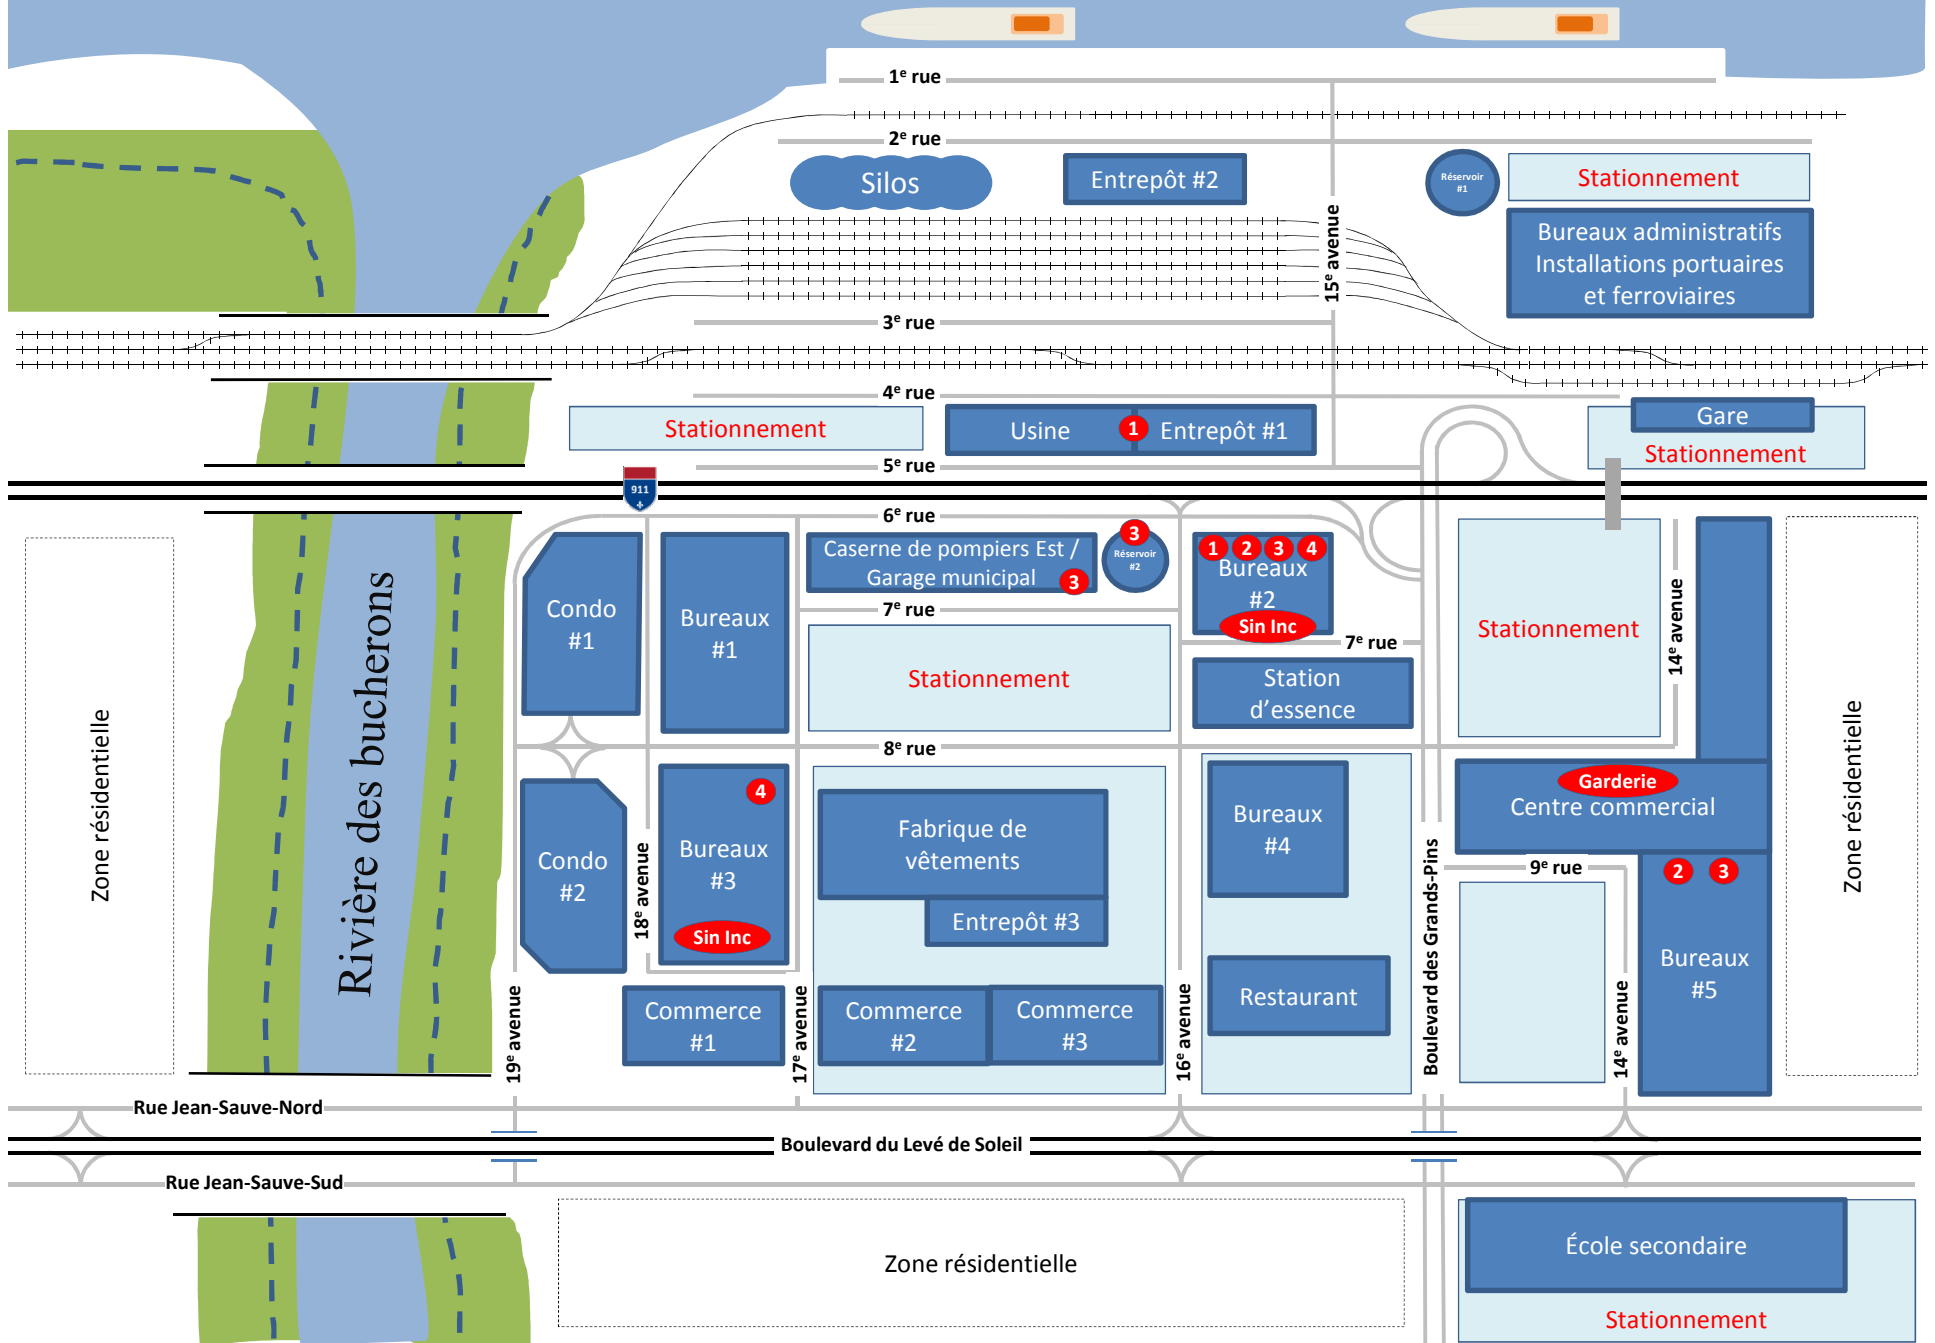 1e rue
2e rue
Silos
Entrepôt #2
Réservoir
#1
Stationnement
Bureaux administratifs
Installations portuaires
et ferroviaires
15e avenue
3e rue
4e rue
Stationnement
Usine
1
Entrepôt #1
Gare
Stationnement
5e rue
911
6e rue
Condo
#1
Bureaux
#1
Caserne de pompiers Est /
Garage municipal
3
3
Réservoir
#2
1 2 3 4
Bureaux
#2
Sin Inc
7e rue
7e rue
Stationnement
Station
d'essence
Stationnement
14e avenue
8e rue
Zone résidentielle
Rivière des bucherons
Condo
#2
18e avenue
4
Bureaux
#3
Sin Inc
Fabrique de
vêtements
Entrepôt #3
Bureaux
#4
Boulevard des Grands-Pins
Garderie
Centre commercial
9e rue
2 3
Bureaux
#5
Zone résidentielle
19e avenue
Commerce
#1
17e avenue
Commerce
#2
Commerce
#3
16e avenue
Restaurant
14e avenue
Rue Jean-Sauve-Nord
Boulevard du Levé de Soleil
Rue Jean-Sauve-Sud
Zone résidentielle
École secondaire
Stationnement